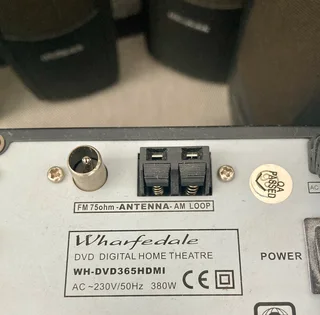 QA
PASSED
FM 75ohm -ANTENNA- AM LOOP
Wharfedale
DVD DIGITAL HOME THEATRE
WH-DVD365HDMI
AC ~230V/50Hz 380W CE
POWER